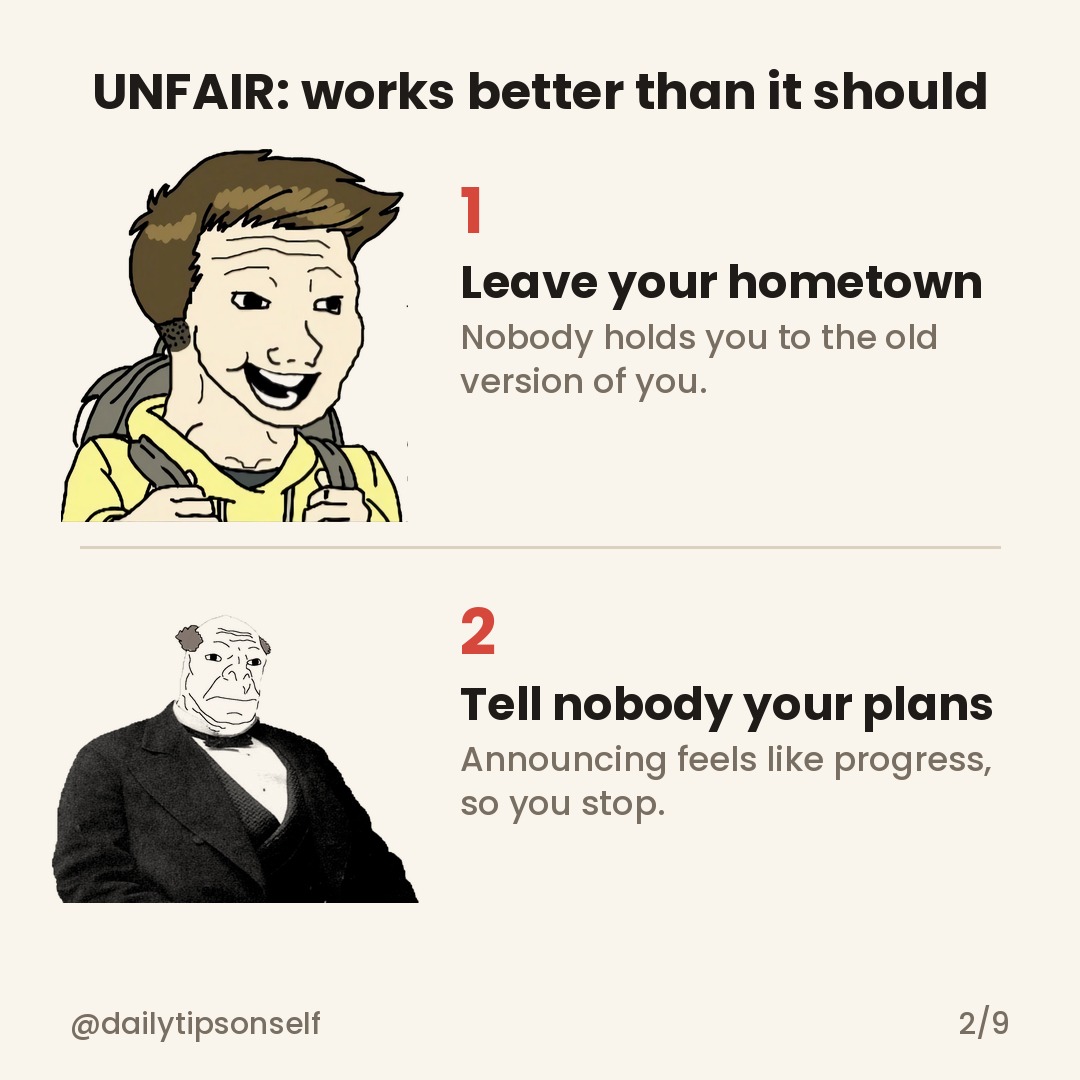 UNFAIR: works better than it should
1
Leave your hometown
Nobody holds you to the old
version of you.
2
Tell nobody your plans
Announcing feels like progress,
so you stop.
@dailytipsonself
2/9